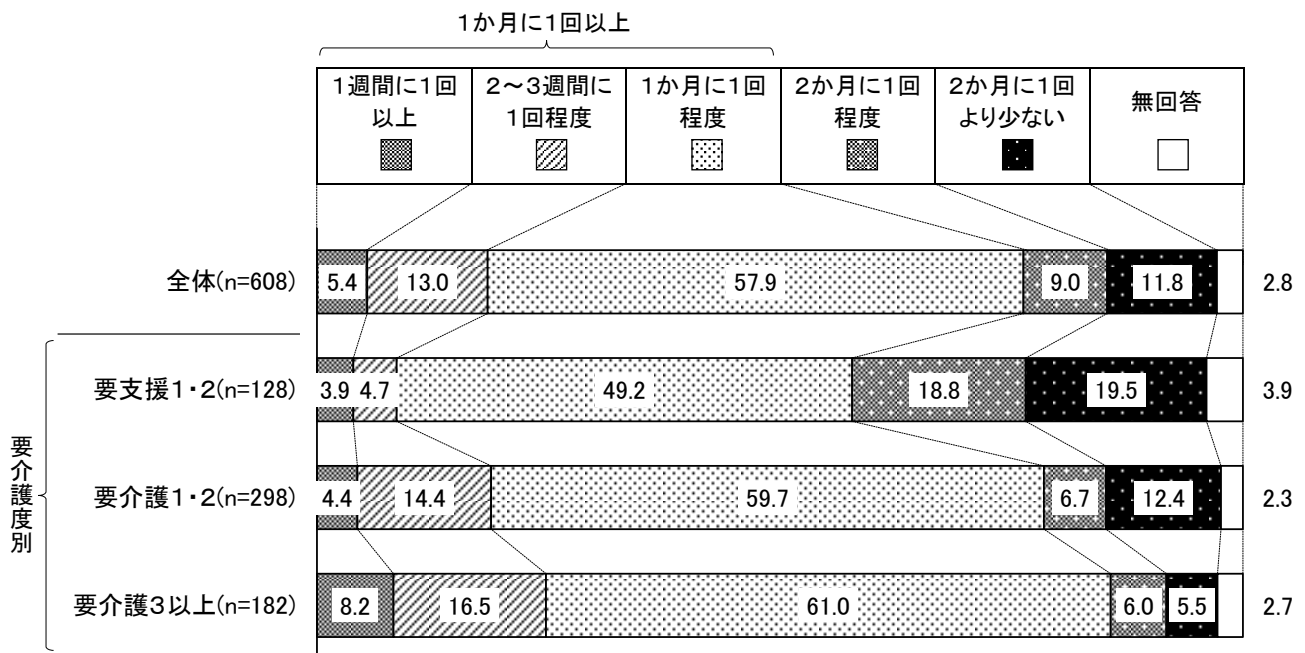 1か月に1回以上
1週間に1回
以上
2～3週間に
1回程度
1か月に1回
程度
2か月に1回
程度
2か月に1回
より少ない
無回答
全体(n=608)
5.4
13.0
57.9
9.0
11.8
2.8
要介護度別
要支援1・2(n=128)
3.9
4.7
49.2
18.8
19.5
3.9
要介護1・2(n=298)
4.4
14.4
59.7
6.7
12.4
2.3
要介護3以上(n=182)
8.2
16.5
61.0
6.0
5.5
2.7